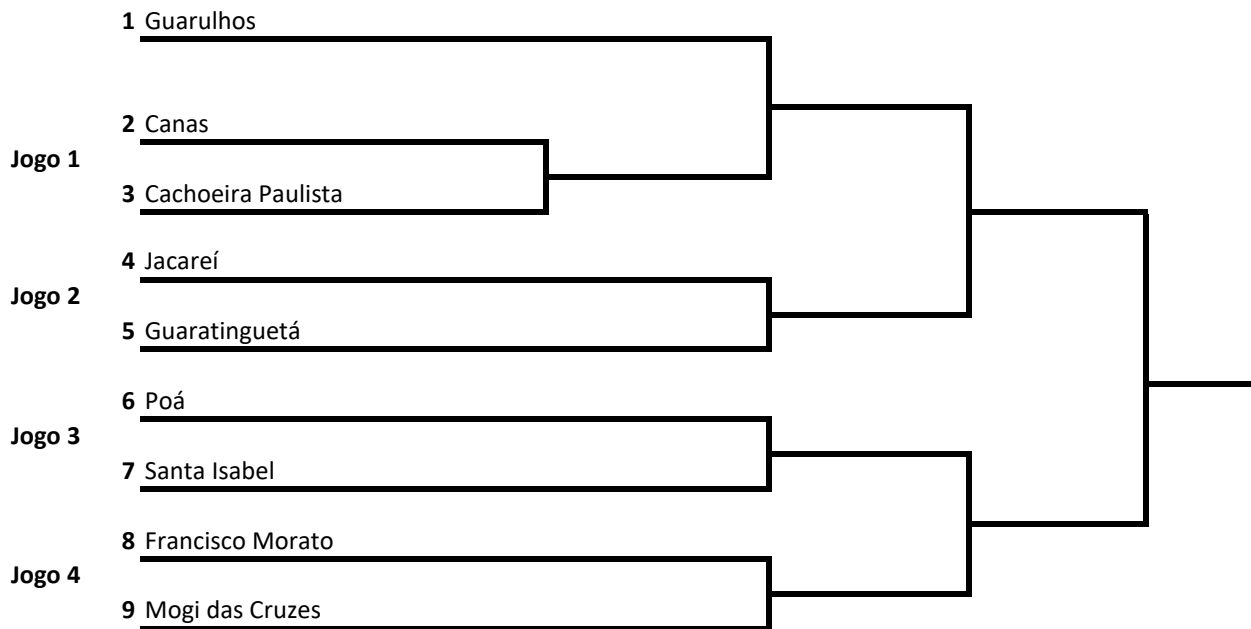 1 Guarulhos
2 Canas
Jogo 1
3 Cachoeira Paulista
4 Jacareí
Jogo 2
5 Guaratinguetá
6 Poá
Jogo 3
7 Santa Isabel
8 Francisco Morato
Jogo 4
9 Mogi das Cruzes